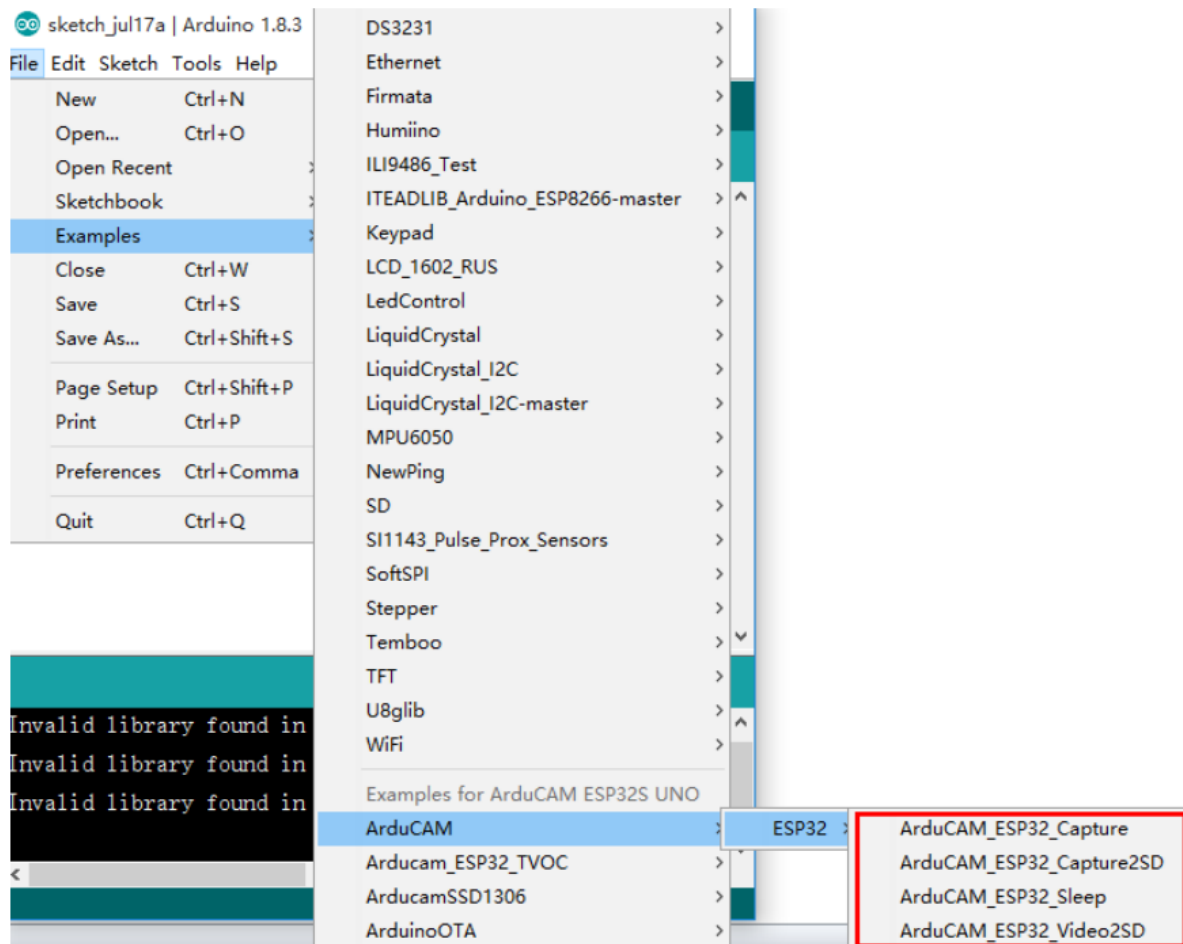 sketch_jul17a | Arduino 1.8.3
File Edit Sketch Tools Help
New Ctrl+N
Open... Ctrl+O
Open Recent
Sketchbook
Examples
Close Ctrl+W
Save Ctrl+S
Save As... Ctrl+Shift+S
Page Setup Ctrl+Shift+P
Print Ctrl+P
Preferences Ctrl+Comma
Quit Ctrl+Q
Invalid library found in
Invalid library found in
Invalid library found in
DS3231
Ethernet
Firmata
Humiino
ILI9486_Test
ITEADLIB_Arduino_ESP8266-master
Keypad
LCD_1602_RUS
LedControl
LiquidCrystal
LiquidCrystal_I2C
LiquidCrystal_I2C-master
MPU6050
NewPing
SD
SI1143_Pulse_Prox_Sensors
SoftSPI
Stepper
Temboo
TFT
U8glib
WiFi
Examples for ArduCAM ESP32S UNO
ArduCAM
Arducam_ESP32_TVOC
ArducamSSD1306
ArduinoOTA
ESP32
ArduCAM_ESP32_Capture
ArduCAM_ESP32_Capture2SD
ArduCAM_ESP32_Sleep
ArduCAM_ESP32_Video2SD